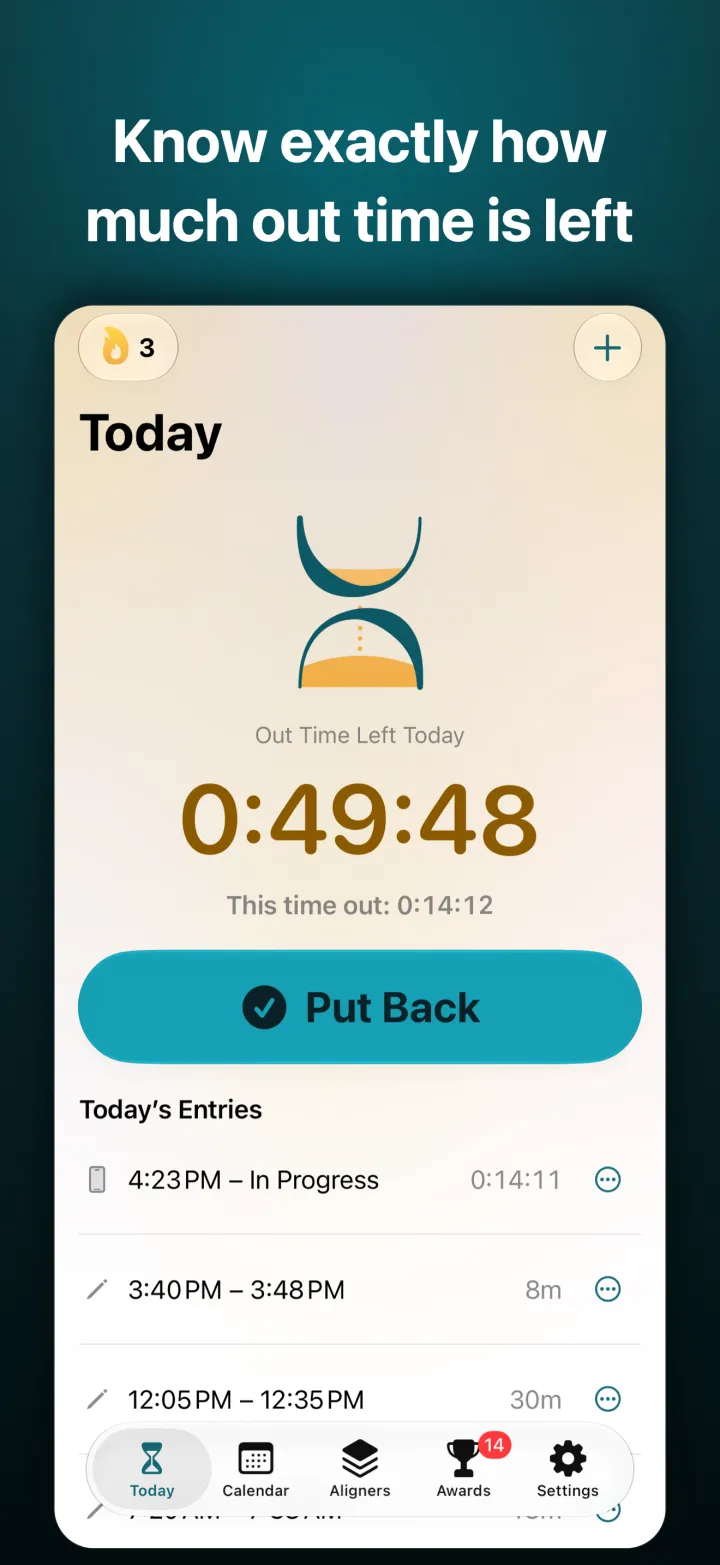 Know exactly how
much out time is left
3
Today
Out Time Left Today
0:49:48
This time out: 0:14:12
Put Back
Today’s Entries
4:23 PM – In Progress 0:14:11
3:40 PM – 3:48 PM 8m
12:05 PM – 12:35 PM 30m
14
Today Calendar Aligners Awards Settings